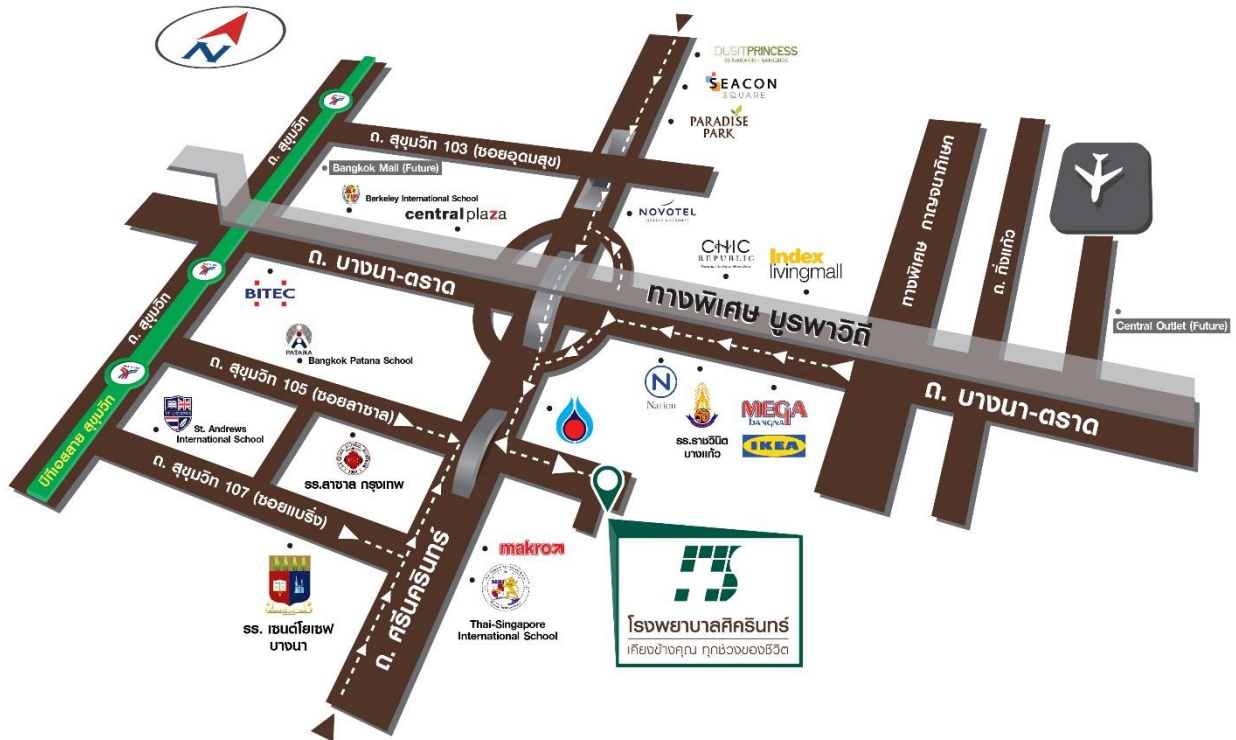 N
DUSIT PRINCESS
SRINAKARIN • BANGKOK
SEACON
SQUARE
PARADISE
PARK
ถ. สุขุมวิท
ถ. สุขุมวิท 103 (ซอยอุดมสุข)
Bangkok Mall (Future)
Berkeley International School
centralplaza
NOVOTEL
CHIC
REPUBLIC
Index
livingmall
ทางพิเศษ กาญจนาภิเษก
ถ. กิ่งแก้ว
Central Outlet (Future)
ถ. บางนา-ตราด
ทางพิเศษ บูรพาวิถี
ถ. บางนา-ตราด
BITEC
ถ. สุขุมวิท
PATANA
Bangkok Patana School
ถ. สุขุมวิท 105 (ซอยลาซาล)
N
Nation
รร.ราชวินิต
บางแก้ว
MEGA
BANGNA
IKEA
บีทีเอสสาย สุขุมวิท
St. Andrews
International School
รร.ลาซาล กรุงเทพ
ถ. สุขุมวิท 107 (ซอยแบริ่ง)
รร. เซนต์โยเซฟ
บางนา
ถ. ศรีนครินทร์
makro
Thai-Singapore
International School
โรงพยาบาลศิครินทร์
เคียงข้างคุณ ทุกช่วงของชีวิต